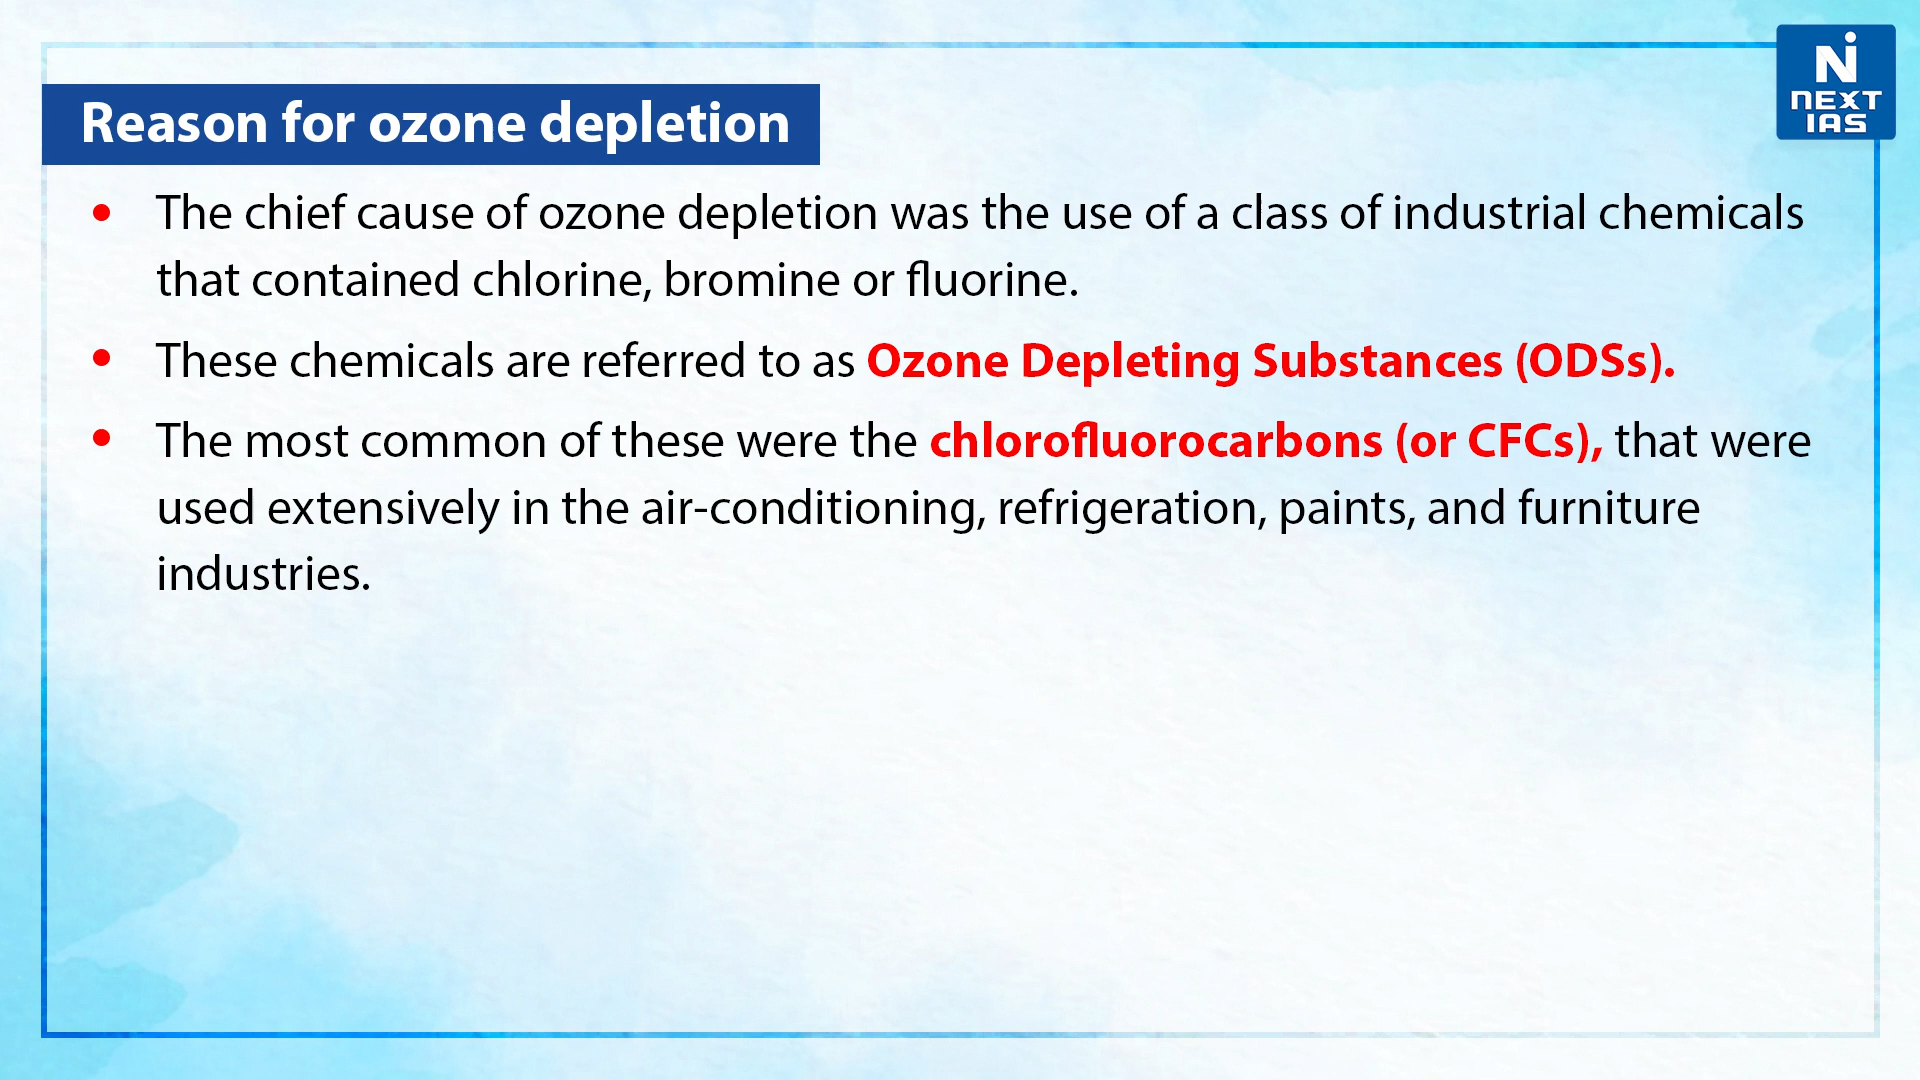 Reason for ozone depletion
NEXT
IAS
• The chief cause of ozone depletion was the use of a class of industrial chemicals
that contained chlorine, bromine or fluorine.
• These chemicals are referred to as Ozone Depleting Substances (ODSs).
• The most common of these were the chlorofluorocarbons (or CFCs), that were
used extensively in the air-conditioning, refrigeration, paints, and furniture
industries.